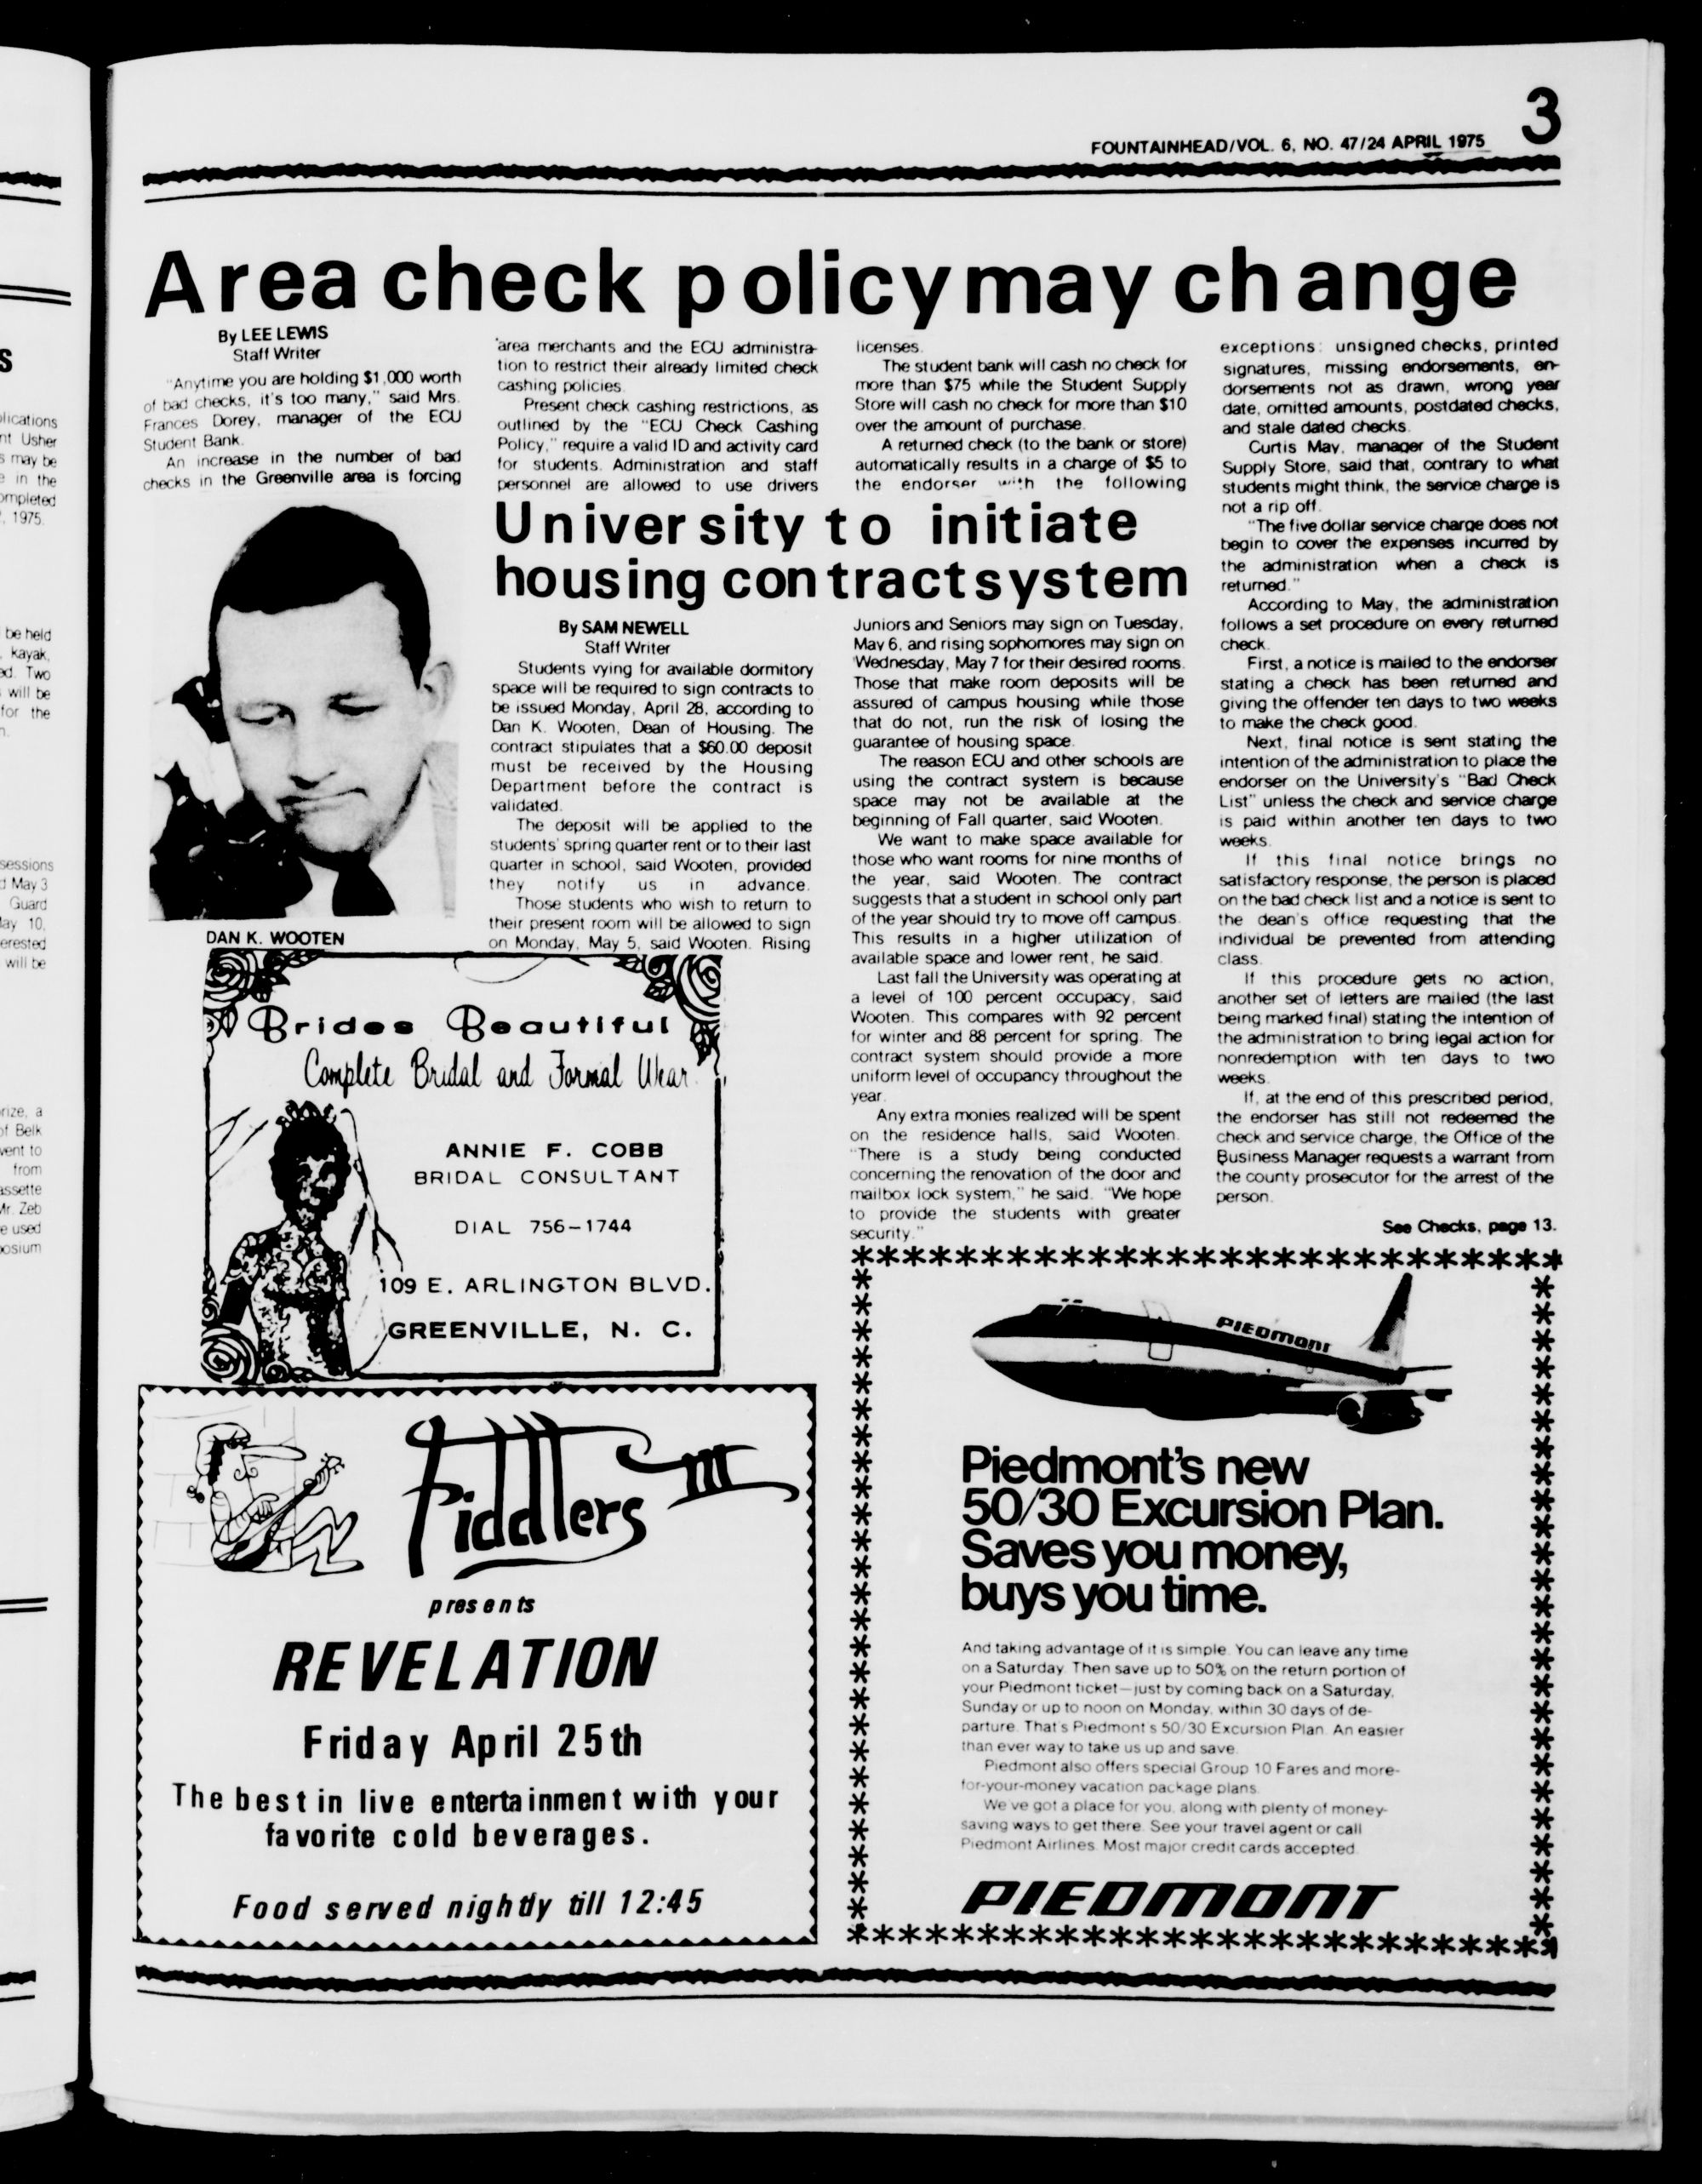 FOUNTAINHEAD/VOL. 6, NO. 47/24 APRIL 1975
3
Area check policy may change
By LEE LEWIS
Staff Writer
"Anytime you are holding $1,000 worth
of bad checks, it's too many," said Mrs.
Frances Dorey, manager of the ECU
Student Bank.
An increase in the number of bad
checks in the Greenville area is forcing
area merchants and the ECU administra-
tion to restrict their already limited check
cashing policies.
Present check cashing restrictions, as
outlined by the "ECU Check Cashing
Policy," require a valid ID and activity card
for students. Administration and staff
personnel are allowed to use drivers
licenses.
The student bank will cash no check for
more than $75 while the Student Supply
Store will cash no check for more than $10
over the amount of purchase.
A returned check (to the bank or store)
automatically results in a charge of $5 to
the endorser with the following
exceptions: unsigned checks, printed
signatures, missing endorsements, en-
dorsements not as drawn, wrong year
date, omitted amounts, postdated checks,
and stale dated checks.
Curtis May, manager of the Student
Supply Store, said that, contrary to what
students might think, the service charge is
not a rip off.
"The five dollar service charge does not
begin to cover the expenses incurred by
the administration when a check is
returned."
According to May, the administration
follows a set procedure on every returned
check.
First, a notice is mailed to the endorser
stating a check has been returned and
giving the offender ten days to two weeks
to make the check good.
Next, final notice is sent stating the
intention of the administration to place the
endorser on the University's "Bad Check
List" unless the check and service charge
is paid within another ten days to two
weeks.
If this final notice brings no
satisfactory response, the person is placed
on the bad check list and a notice is sent to
the dean's office requesting that the
individual be prevented from attending
class.
If this procedure gets no action,
another set of letters are mailed (the last
being marked final) stating the intention of
the administration to bring legal action for
nonredemption with ten days to two
weeks.
If, at the end of this prescribed period,
the endorser has still not redeemed the
check and service charge, the Office of the
Business Manager requests a warrant from
the county prosecutor for the arrest of the
person.
See Checks, page 13.
DAN K. WOOTEN
University to initiate
housing contract system
By SAM NEWELL
Staff Writer
Students vying for available dormitory
space will be required to sign contracts to
be issued Monday, April 28, according to
Dan K. Wooten, Dean of Housing. The
contract stipulates that a $60.00 deposit
must be received by the Housing
Department before the contract is
validated.
The deposit will be applied to the
students' spring quarter rent or to their last
quarter in school, said Wooten, provided
they notify us in advance.
Those students who wish to return to
their present room will be allowed to sign
on Monday, May 5, said Wooten. Rising
Juniors and Seniors may sign on Tuesday,
May 6, and rising sophomores may sign on
Wednesday, May 7 for their desired rooms.
Those that make room deposits will be
assured of campus housing while those
that do not, run the risk of losing the
guarantee of housing space.
The reason ECU and other schools are
using the contract system is because
space may not be available at the
beginning of Fall quarter, said Wooten.
We want to make space available for
those who want rooms for nine months of
the year, said Wooten. The contract
suggests that a student in school only part
of the year should try to move off campus.
This results in a higher utilization of
available space and lower rent, he said.
Last fall the University was operating at
a level of 100 percent occupacy, said
Wooten. This compares with 92 percent
for winter and 88 percent for spring. The
contract system should provide a more
uniform level of occupancy throughout the
year.
Any extra monies realized will be spent
on the residence halls, said Wooten.
"There is a study being conducted
concerning the renovation of the door and
mailbox lock system," he said. "We hope
to provide the students with greater
security."
Brides Beautiful
Complete Bridal and Formal Wear
ANNIE F. COBB
BRIDAL CONSULTANT
DIAL 756-1744
109 E. ARLINGTON BLVD.
GREENVILLE, N. C.
Fiddlers III
presents
REVELATION
Friday April 25th
The best in live entertainment with your
favorite cold beverages.
Food served nightly till 12:45
PIEDMONT
Piedmont's new
50/30 Excursion Plan.
Saves you money,
buys you time.
And taking advantage of it is simple. You can leave any time
on a Saturday. Then save up to 50% on the return portion of
your Piedmont ticket—just by coming back on a Saturday,
Sunday or up to noon on Monday, within 30 days of de-
parture. That's Piedmont's 50/30 Excursion Plan. An easier
than ever way to take us up and save.
Piedmont also offers special Group 10 Fares and more-
for-your-money vacation package plans.
We've got a place for you, along with plenty of money-
saving ways to get there. See your travel agent or call
Piedmont Airlines. Most major credit cards accepted.
PIEDMONT
nt Usher
s may be
e in the
, 1975.
be held
kayak,
Two
will be
for the
sessions
May 3
Guard
10,
will be
a
of Belk
to
from
Mr. Zeb
used